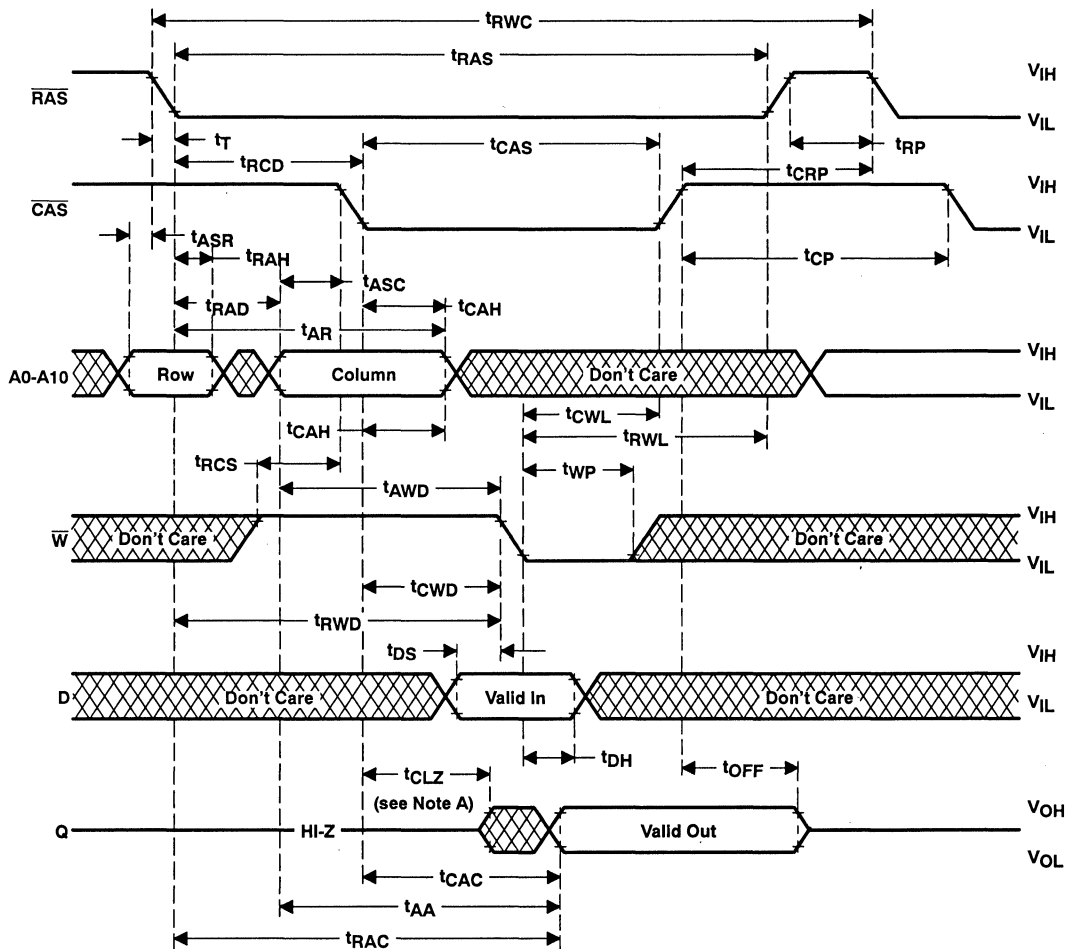 tRWC
tRAS
RAS
VIH
VIL
tT
tRP
tRCD
tCAS
tCRP
CAS
VIH
VIL
tASR
tRAH
tCP
tASC
tRAD
tCAH
tAR
A0-A10
Row
Column
Don't Care
VIH
VIL
tCAH
tCWL
tRWL
tRCS
tWP
tAWD
W
Don't Care
Don't Care
VIH
VIL
tCWD
tRWD
tDS
D
Don't Care
Valid In
Don't Care
VIH
VIL
tDH
tCLZ
(see Note A)
tOFF
Q
HI-Z
Valid Out
VOH
VOL
tCAC
tAA
tRAC